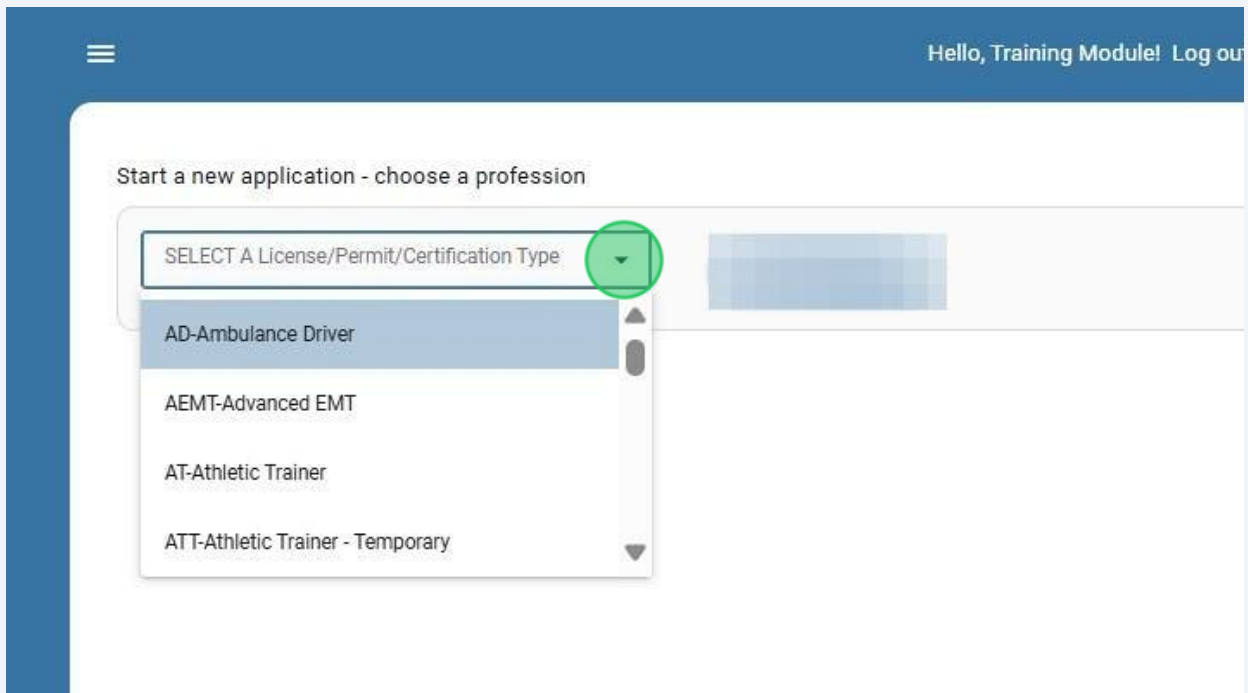 Hello, Training Module! Log out
Start a new application - choose a profession
SELECT A License/Permit/Certification Type
AD-Ambulance Driver
AEMT-Advanced EMT
AT-Athletic Trainer
ATT-Athletic Trainer - Temporary